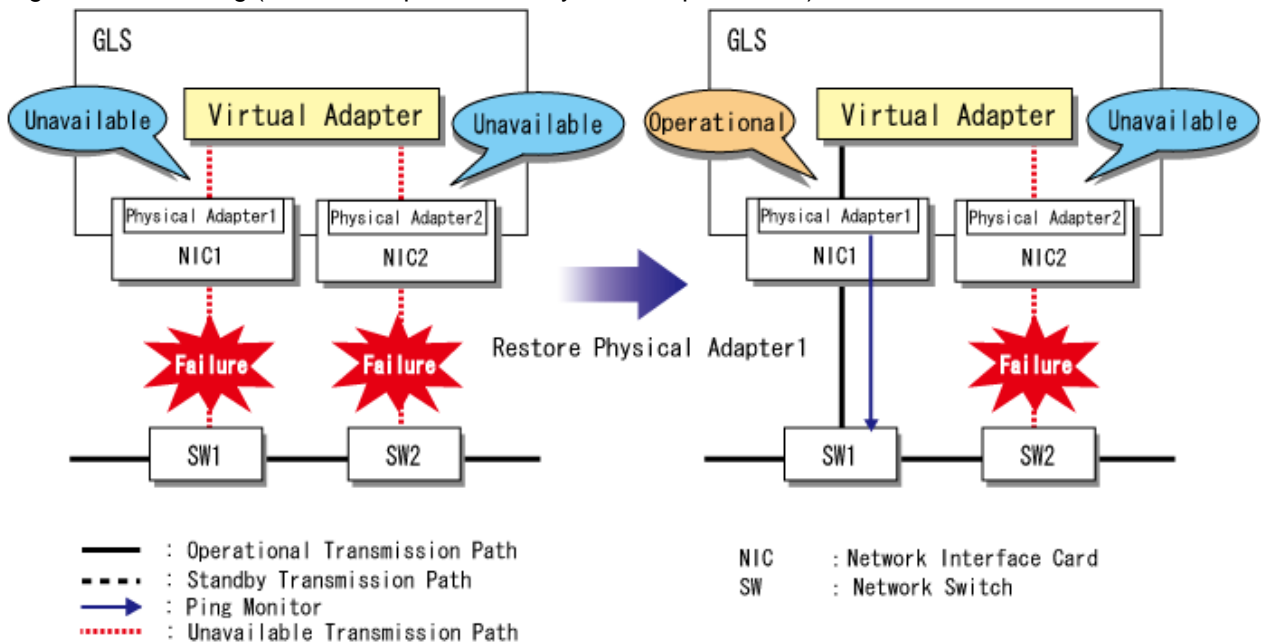 GLS
Unavailable
Virtual Adapter
Unavailable
Physical Adapter1
NIC1
Physical Adapter2
NIC2
Failure
Failure
SW1
SW2
Restore Physical Adapter1
GLS
Operational
Virtual Adapter
Unavailable
Physical Adapter1
NIC1
Physical Adapter2
NIC2
Failure
SW1
SW2
: Operational Transmission Path
: Standby Transmission Path
: Ping Monitor
: Unavailable Transmission Path
NIC : Network Interface Card
SW : Network Switch